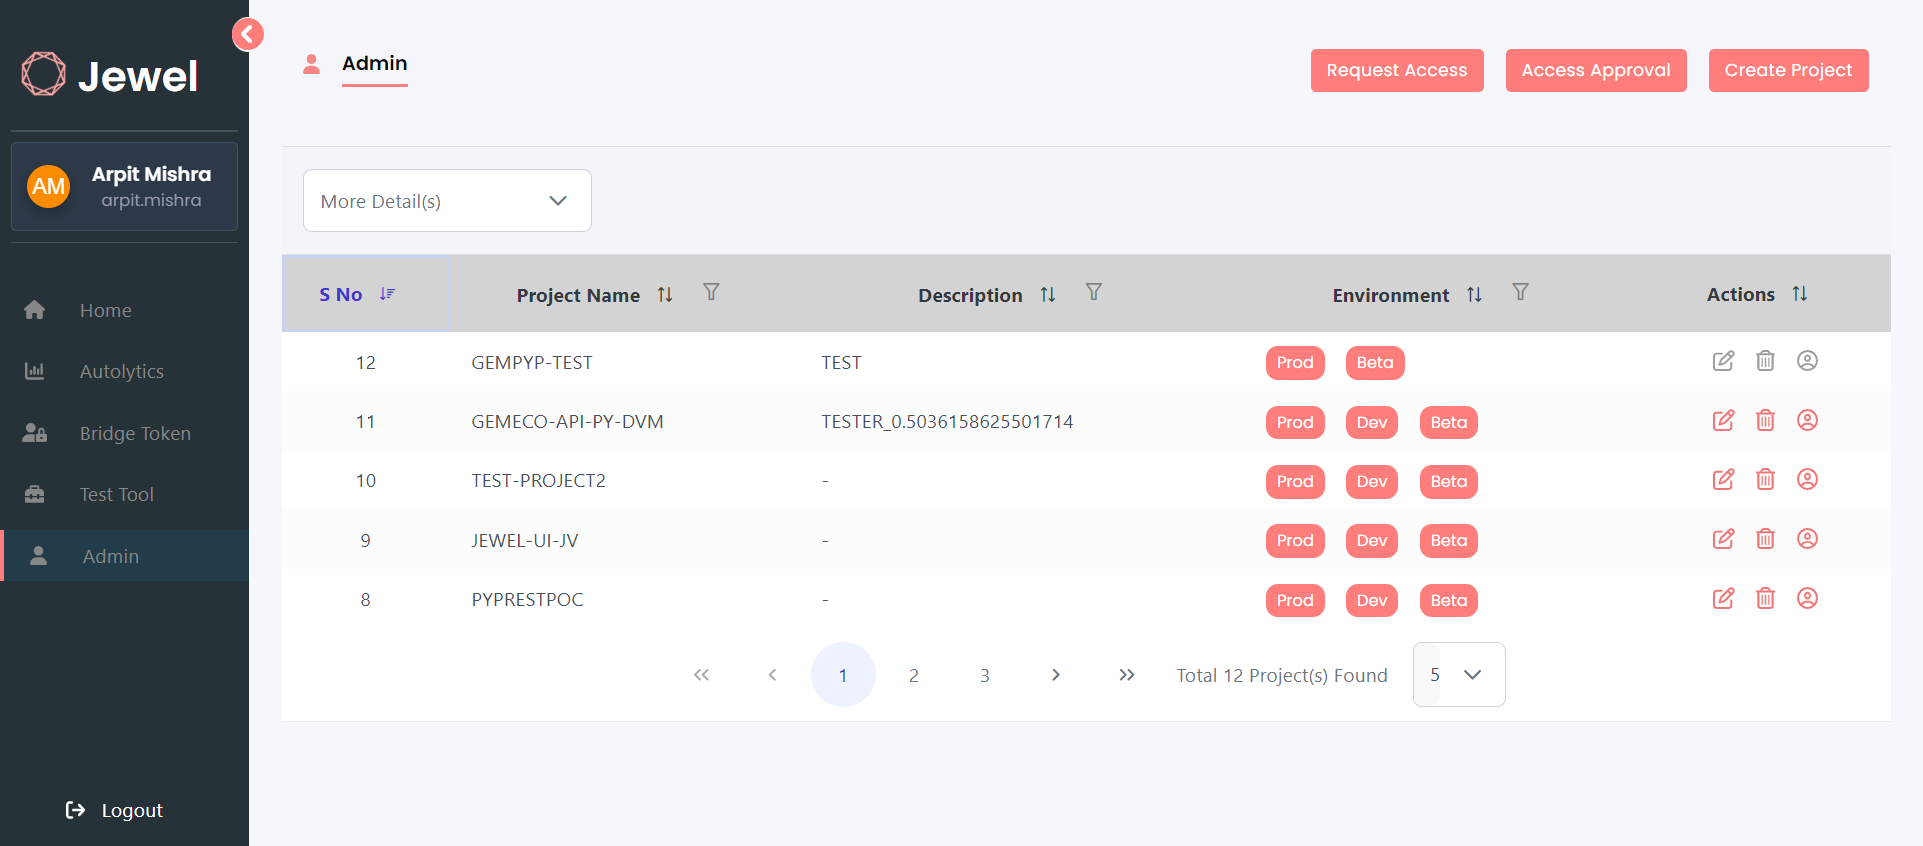 Jewel
AM
Arpit Mishra
arpit.mishra
Home
Autolytics
Bridge Token
Test Tool
Admin
Logout
Admin
Request Access
Access Approval
Create Project
More Detail(s)
S No Project Name Description Environment Actions
12 GEMPYP-TEST TEST Prod Beta
11 GEMECO-API-PY-DVM TESTER_0.5036158625501714 Prod Dev Beta
10 TEST-PROJECT2 - Prod Dev Beta
9 JEWEL-UI-JV - Prod Dev Beta
8 PYPRESTPOC - Prod Dev Beta
1 2 3 Total 12 Project(s) Found 5